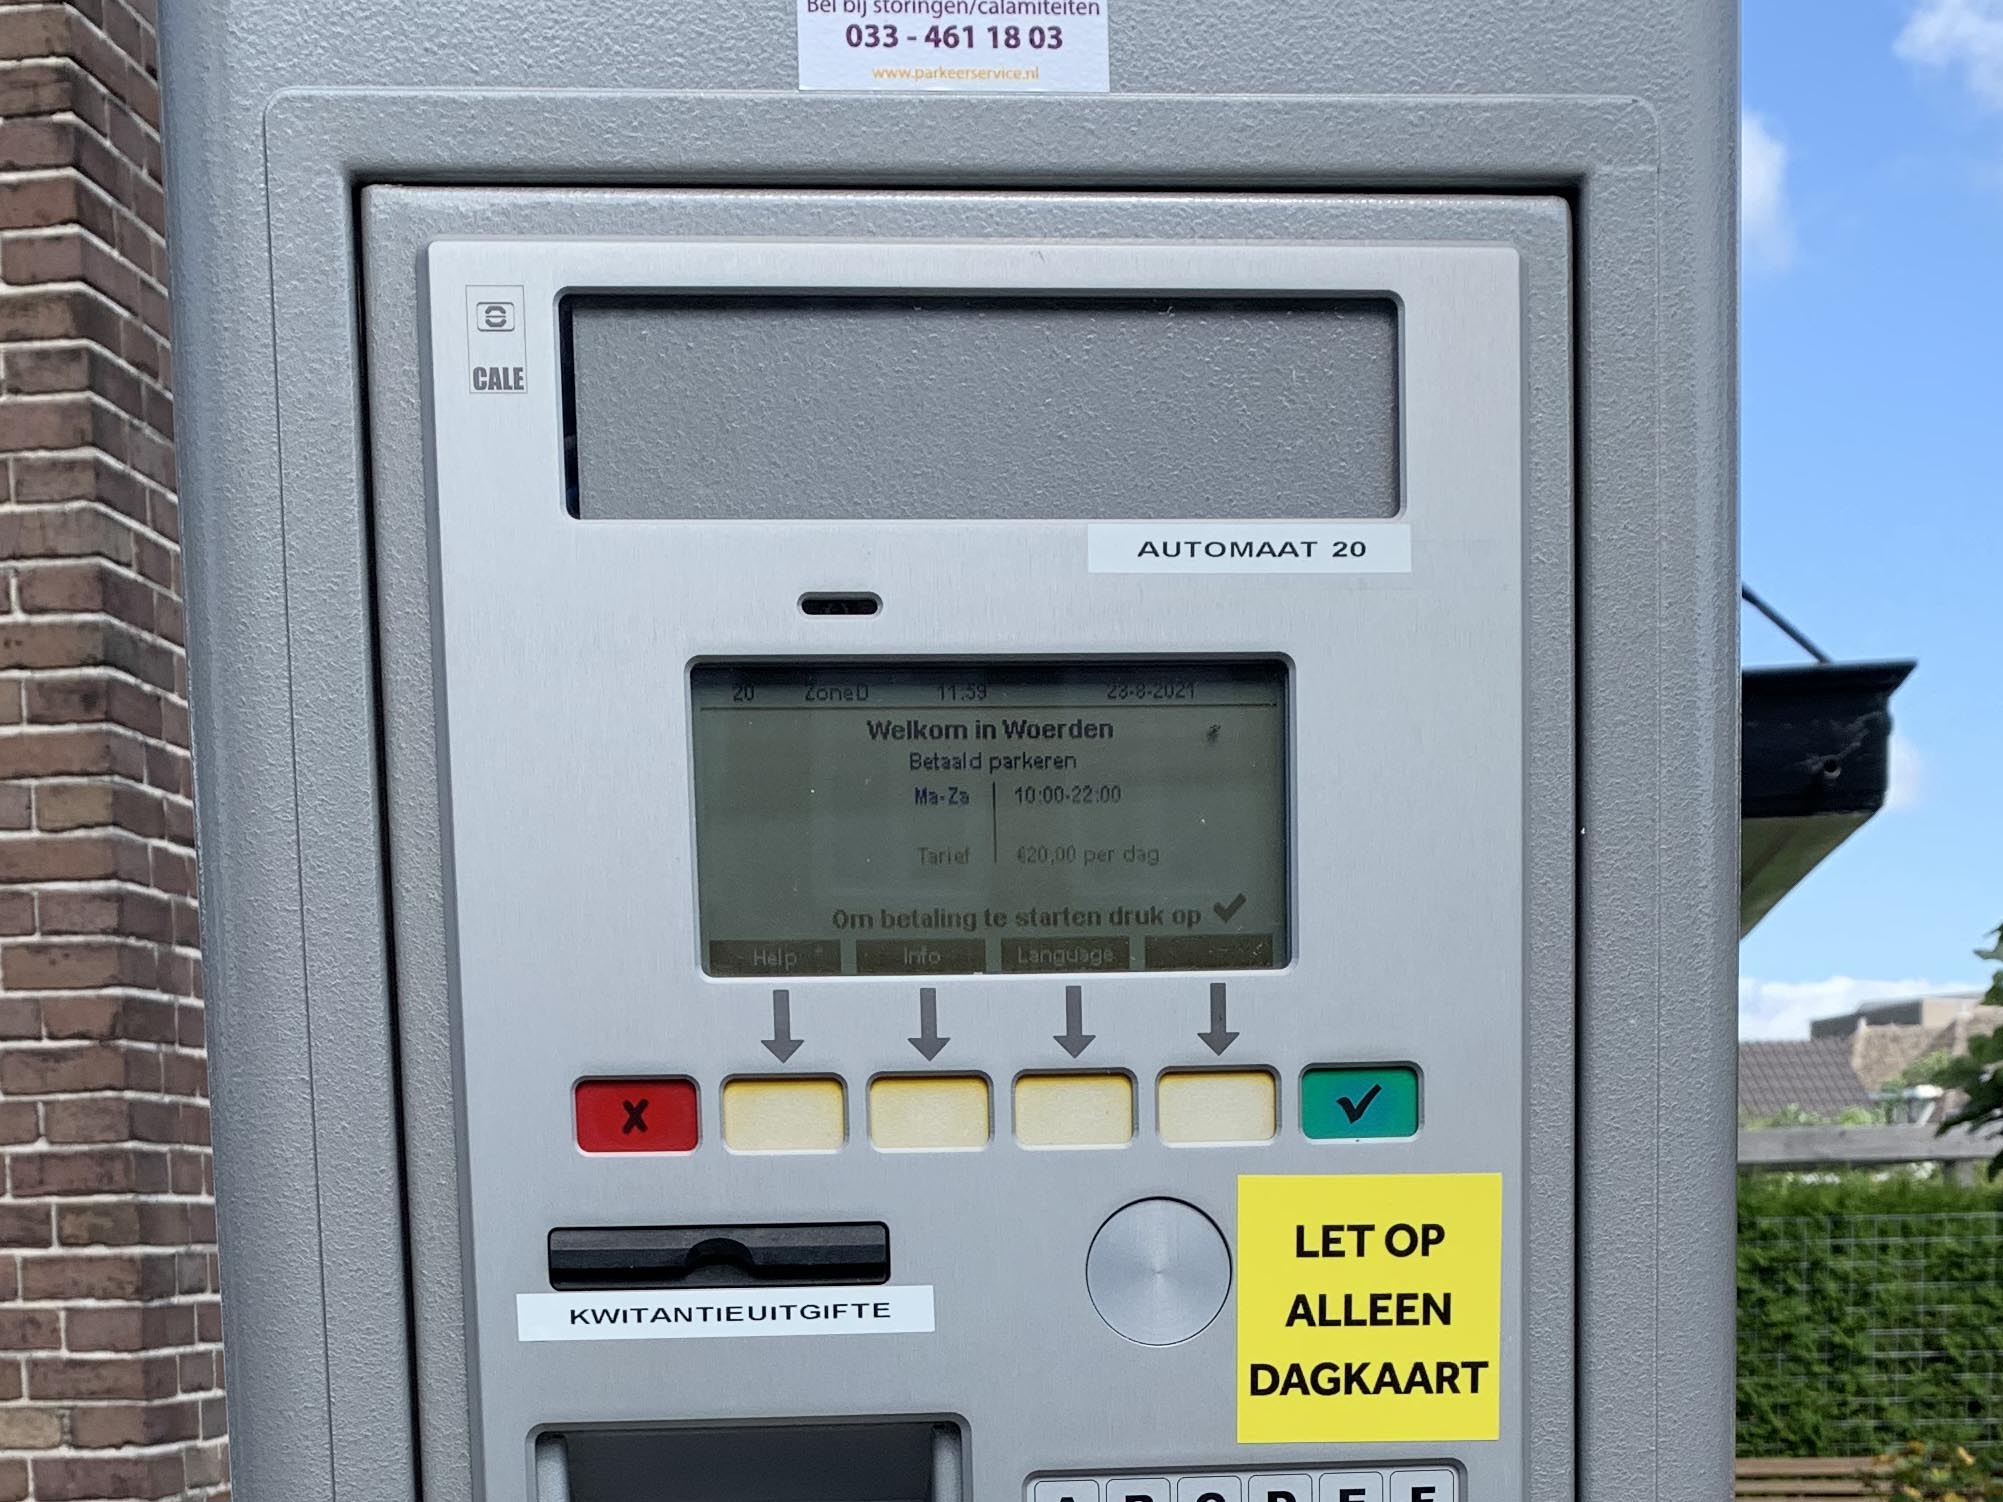 Bel bij storingen/calamiteiten
033 - 461 18 03
www.parkeerservice.nl
CALE
AUTOMAAT 20
20 ZoneD 11:59 23-8-2021
Welkom in Woerden
Betaald parkeren
Ma-Za 10:00-22:00
Tarief €20,00 per dag
Om betaling te starten druk op
Help Info Language
X
LET OP
ALLEEN
DAGKAART
KWITANTIEUITGIFTE
A B C D E F